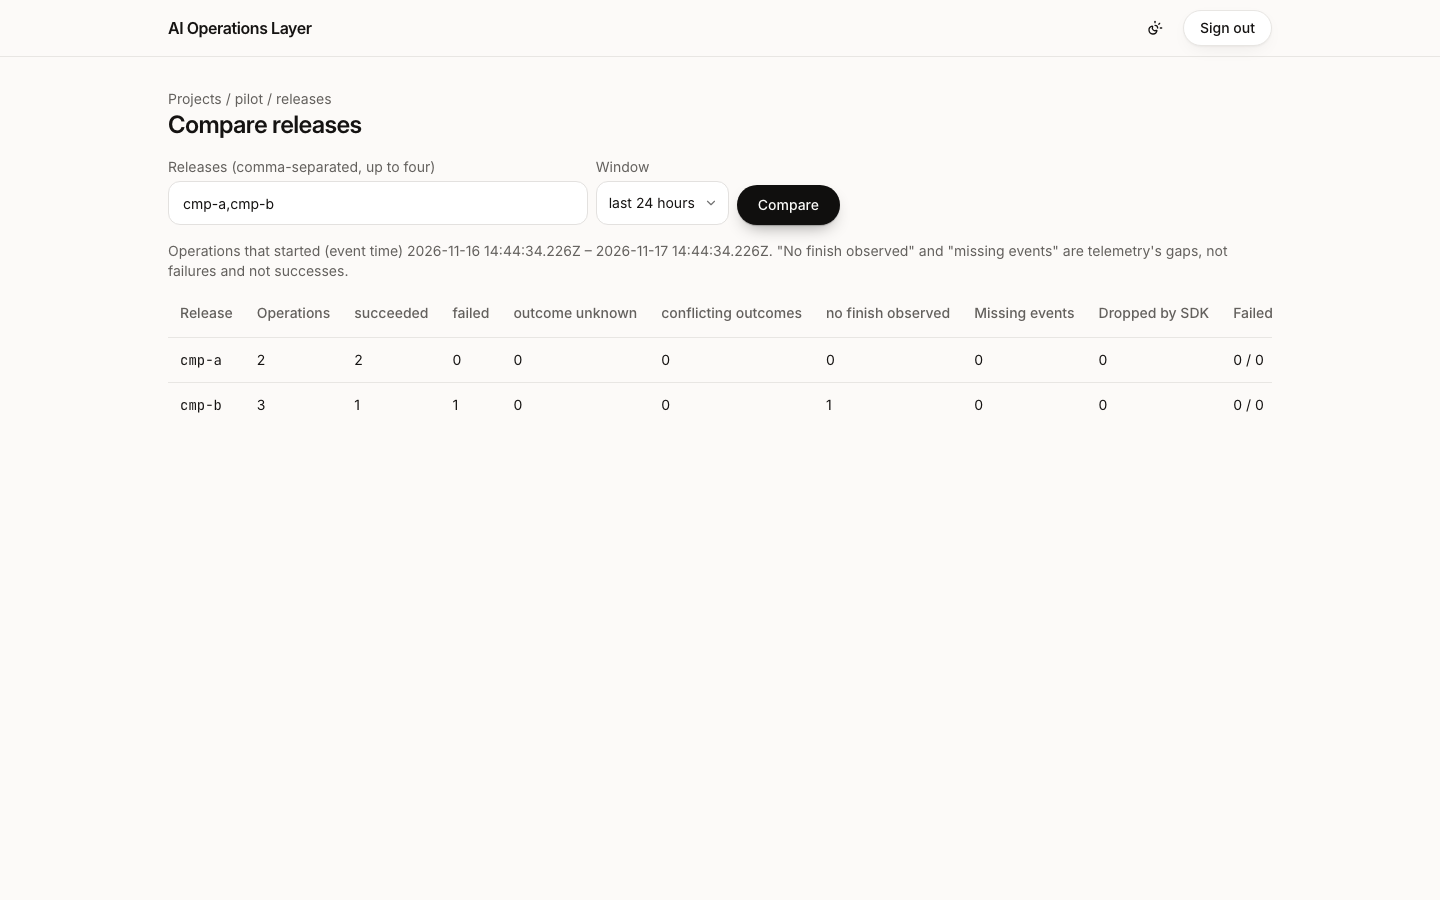 AI Operations Layer
Sign out
Projects / pilot / releases
Compare releases
Releases (comma-separated, up to four)
Window
cmp-a,cmp-b
last 24 hours
Compare
Operations that started (event time) 2026-11-16 14:44:34.226Z – 2026-11-17 14:44:34.226Z. "No finish observed" and "missing events" are telemetry's gaps, not
failures and not successes.
Release Operations succeeded failed outcome unknown conflicting outcomes no finish observed Missing events Dropped by SDK Failed
cmp-a 2 2 0 0 0 0 0 0 0 / 0
cmp-b 3 1 1 0 0 1 0 0 0 / 0